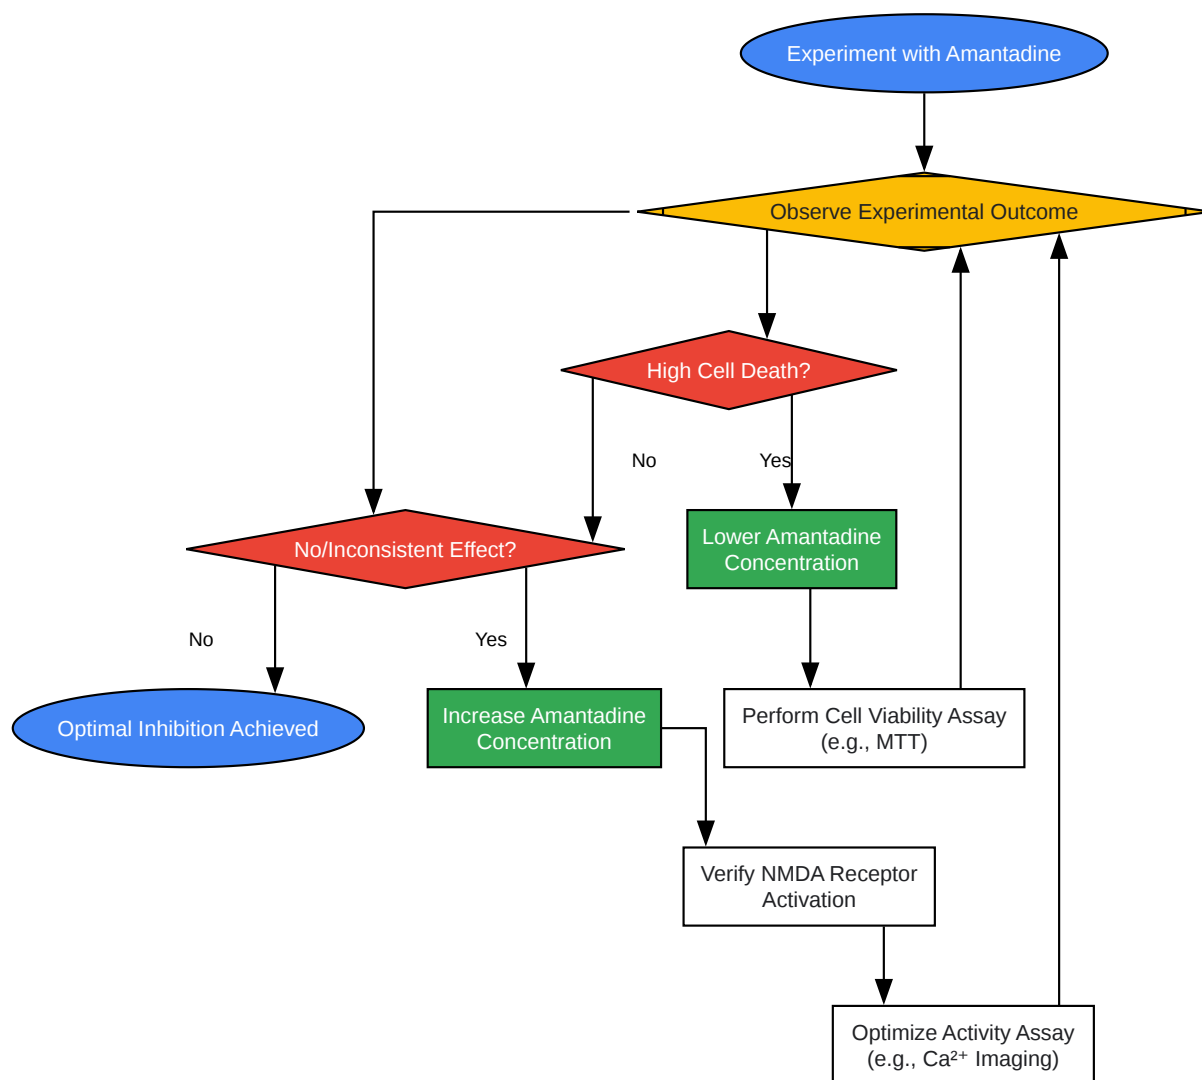 Experiment with Amantadine
Observe Experimental Outcome
High Cell Death?
No
Yes
No/Inconsistent Effect?
Lower Amantadine
Concentration
No
Yes
Optimal Inhibition Achieved
Increase Amantadine
Concentration
Perform Cell Viability Assay
(e.g., MTT)
Verify NMDA Receptor
Activation
Optimize Activity Assay
(e.g., Ca²⁺ Imaging)